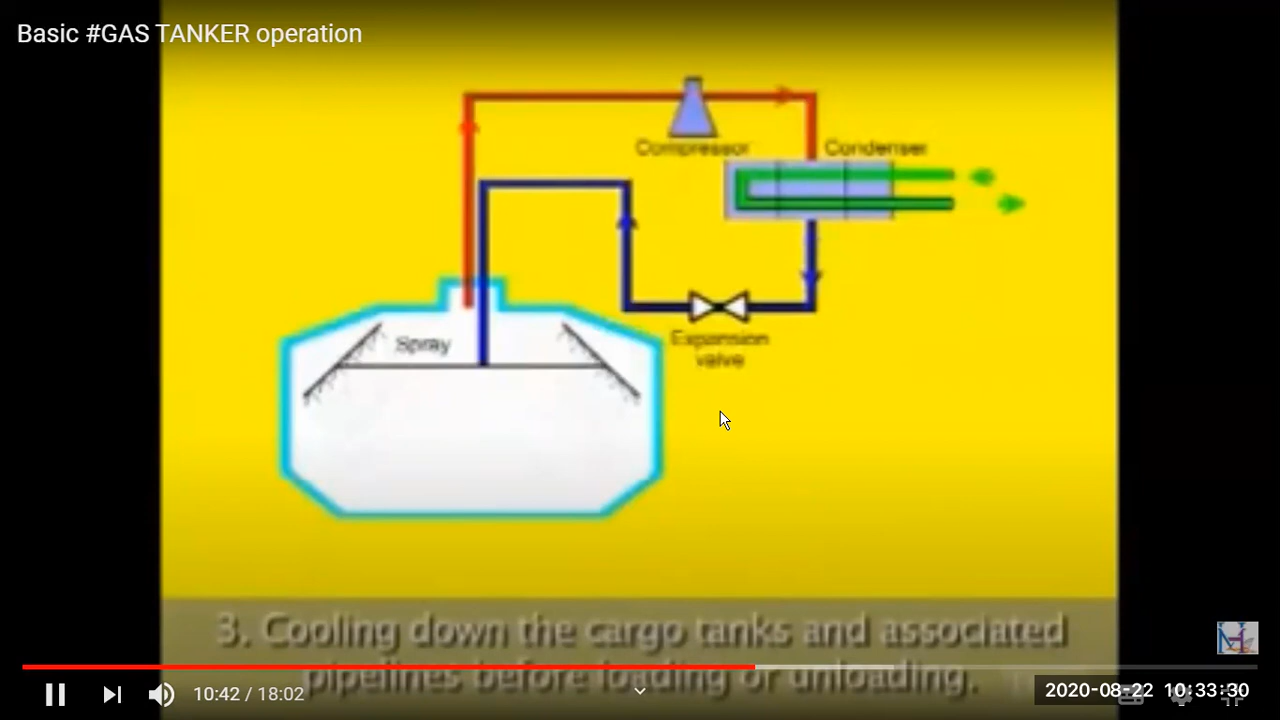 Basic #GAS TANKER operation
Compressor
Condenser
Expansion
valve
Spray
3. Cooling down the cargo tanks and associated
pipelines before loading or unloading.
10:42 / 18:02
2020-08-22 10:33:30